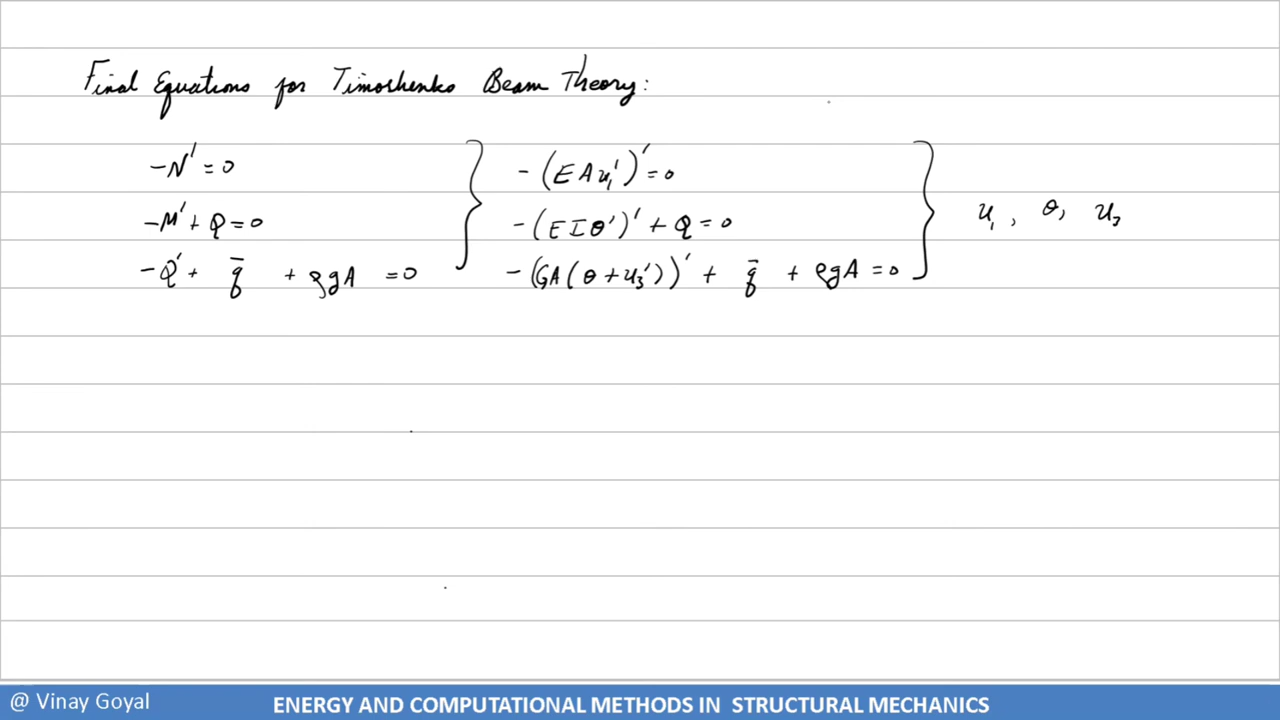 Final Equations for Timoshenko Beam Theory:
-N' = 0 } -(EAu₁')' = 0 }
-M' + Q = 0 -(EIθ')' + Q = 0 u₁, θ, u₃
-Q' + q̄ + ρgA = 0 -(GA(θ+u₃'))' + q̄ + ρgA = 0
@ Vinay Goyal
ENERGY AND COMPUTATIONAL METHODS IN STRUCTURAL MECHANICS